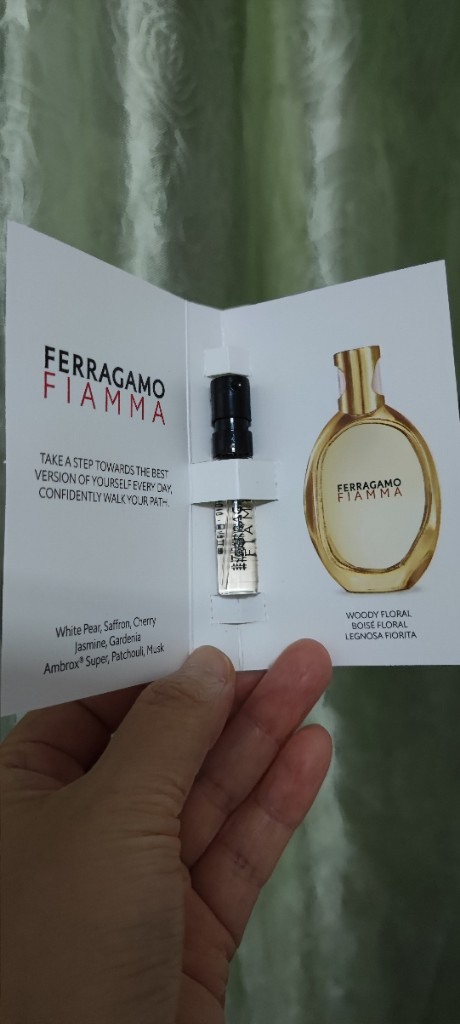 FERRAGAMO
FIAMMA
TAKE A STEP TOWARDS THE BEST
VERSION OF YOURSELF EVERY DAY,
CONFIDENTLY WALK YOUR PATH.
White Pear, Saffron, Cherry
Jasmine, Gardenia
Ambrox® Super, Patchouli, Musk
FERRAGAMO
FIAMMA
WOODY FLORAL
BOISÉ FLORAL
LEGNOSA FIORITA